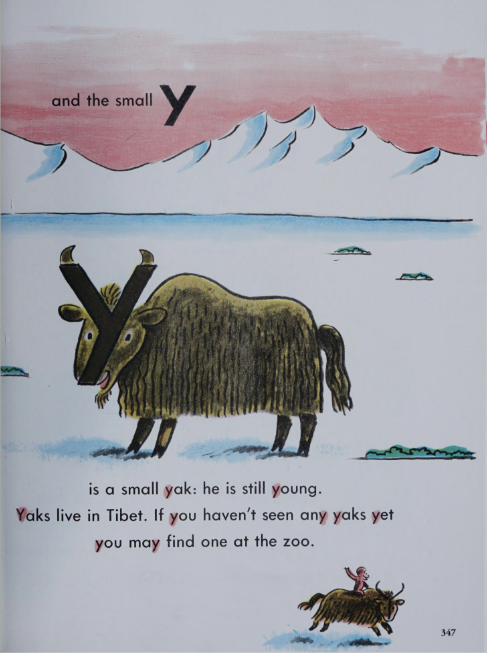 and the small y
Y
is a small yak: he is still young.
Yaks live in Tibet. If you haven't seen any yaks yet
you may find one at the zoo.
347